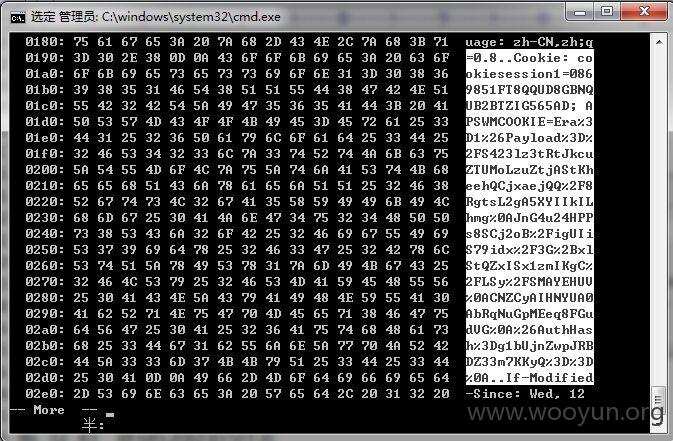 选定 管理员: C:\windows\system32\cmd.exe
0180: 75 61 67 65 3A 20 7A 68 2D 43 4E 2C 7A 68 3B 71 uage: zh-CN,zh;q
0190: 3D 30 2E 38 0D 0A 43 6F 6F 6B 69 65 3A 20 63 6F =0.8..Cookie: co
01a0: 6F 6B 69 65 73 65 73 73 69 6F 6E 31 3D 30 38 36 okiesession1=086
01b0: 39 38 35 31 46 54 38 51 51 55 44 38 47 42 4E 51 9851FT8QQUD8GBNQ
01c0: 55 42 32 42 54 5A 49 47 35 36 35 41 44 3B 20 41 UB2BTZIG565AD; A
01d0: 50 53 57 4D 43 4F 4F 4B 49 45 3D 45 72 61 25 33 PSWMCOOKIE=Era%3
01e0: 44 31 25 32 36 50 61 79 6C 6F 61 64 25 33 44 25 D1%26Payload%3D%
01f0: 32 46 53 34 32 33 6C 7A 33 74 52 74 4A 6B 63 75 2FS423lz3tRtJkcu
0200: 5A 54 55 4D 6F 4C 7A 75 5A 74 6A 41 53 74 4B 68 ZTUMoLzuZtjAStKh
0210: 65 65 68 51 43 6A 78 61 65 6A 51 51 25 32 46 38 eehQCjxaejQQ%2F8
0220: 52 67 74 73 4C 32 67 41 35 58 59 49 49 6B 49 4C RgtsL2gA5XYIIkIL
0230: 68 6D 67 25 30 41 4A 6E 47 34 75 32 34 48 50 50 hmg%0AJnG4u24HPP
0240: 73 38 53 43 6A 32 6F 42 25 32 46 69 67 55 49 69 s8SCj2oB%2FigUIi
0250: 53 37 39 69 64 78 25 32 46 33 47 25 32 42 78 6C S79idx%2F3G%2Bxl
0260: 53 74 51 5A 78 49 53 78 31 7A 6D 49 4B 67 43 25 StQZxISx1zmIKgC%
0270: 32 46 4C 53 79 25 32 46 53 4D 41 59 45 48 55 56 2FLSy%2FSMAYEHUV
0280: 25 30 41 43 4E 5A 43 79 41 49 48 4E 59 55 41 30 %0ACNZCyAIHNYUA0
0290: 41 62 52 71 4E 75 47 70 4D 45 65 71 38 46 47 75 AbRqNuGpMEeq8FGu
02a0: 64 56 47 25 30 41 25 32 36 41 75 74 68 48 61 73 dVG%0A%26AuthHas
02b0: 68 25 33 44 67 31 62 55 6A 6E 5A 77 70 4A 52 42 h%3Dg1bUjnZwpJRB
02c0: 44 5A 33 33 6D 37 4B 4B 79 51 25 33 44 25 33 44 DZ33m7KKyQ%3D%3D
02d0: 25 30 41 0D 0A 49 66 2D 4D 6F 64 69 66 69 65 64 %0A..If-Modified
02e0: 2D 53 69 6E 63 65 3A 20 57 65 64 2C 20 31 32 20 -Since: Wed, 12
-- More --
半:
www.wooyun.org